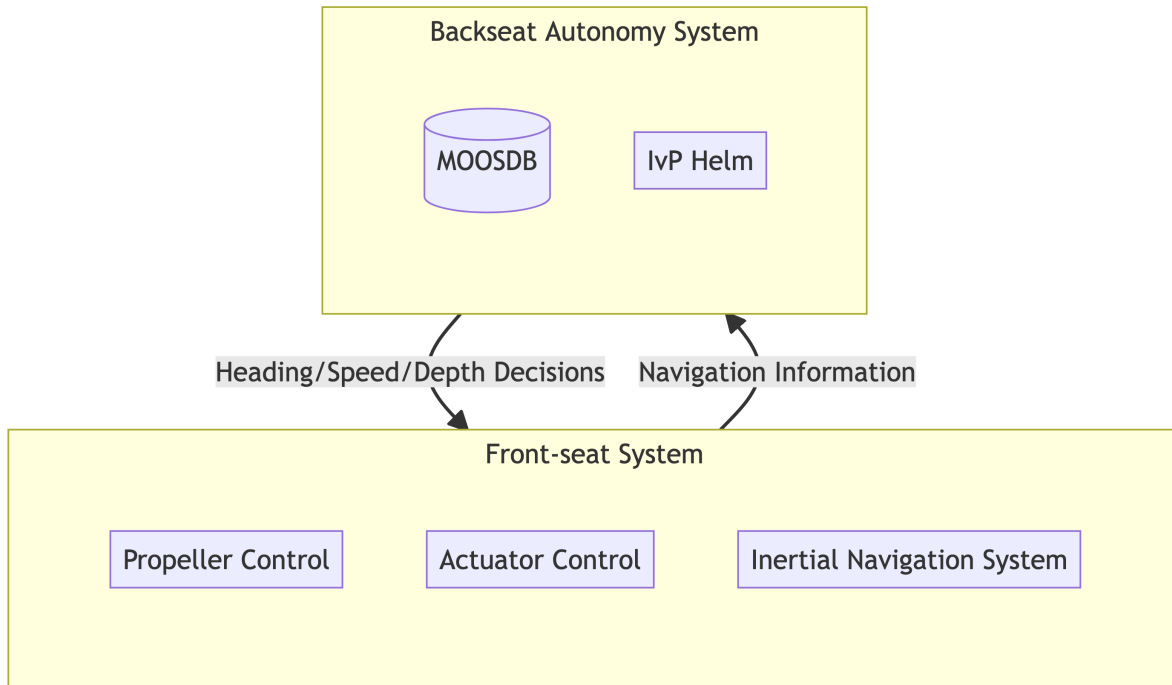 Backseat Autonomy System
MOOSDB
IvP Helm
Heading/Speed/Depth Decisions
Navigation Information
Front-seat System
Propeller Control
Actuator Control
Inertial Navigation System